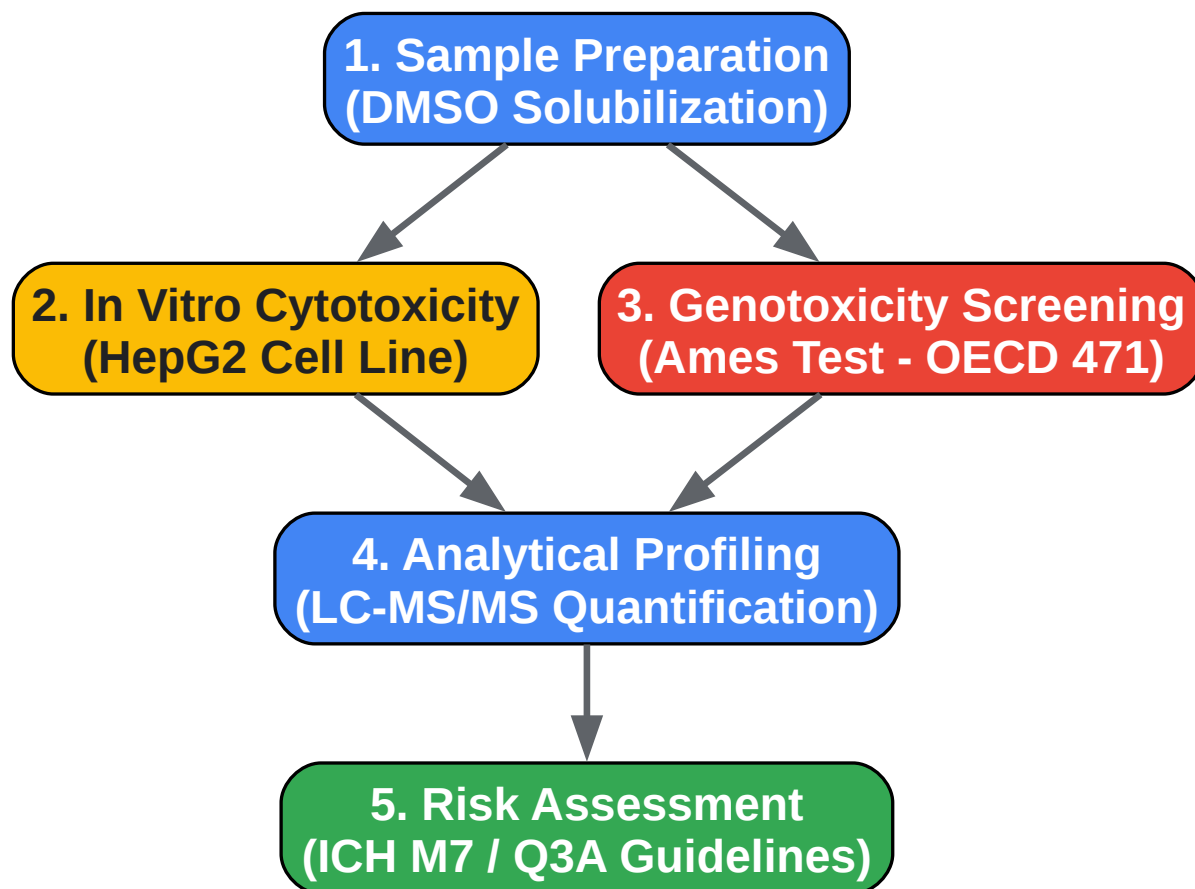 1. Sample Preparation
(DMSO Solubilization)
2. In Vitro Cytotoxicity
(HepG2 Cell Line)
3. Genotoxicity Screening
(Ames Test - OECD 471)
4. Analytical Profiling
(LC-MS/MS Quantification)
5. Risk Assessment
(ICH M7 / Q3A Guidelines)